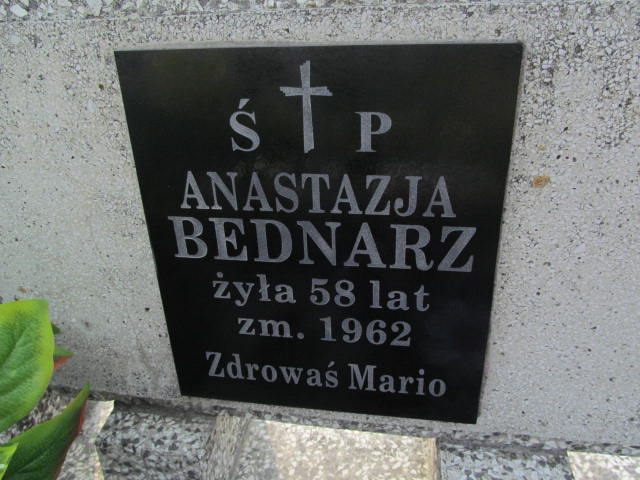 Ś P
ANASTAZJA
BEDNARZ
żyła 58 lat
zm. 1962
Zdrowaś Mario